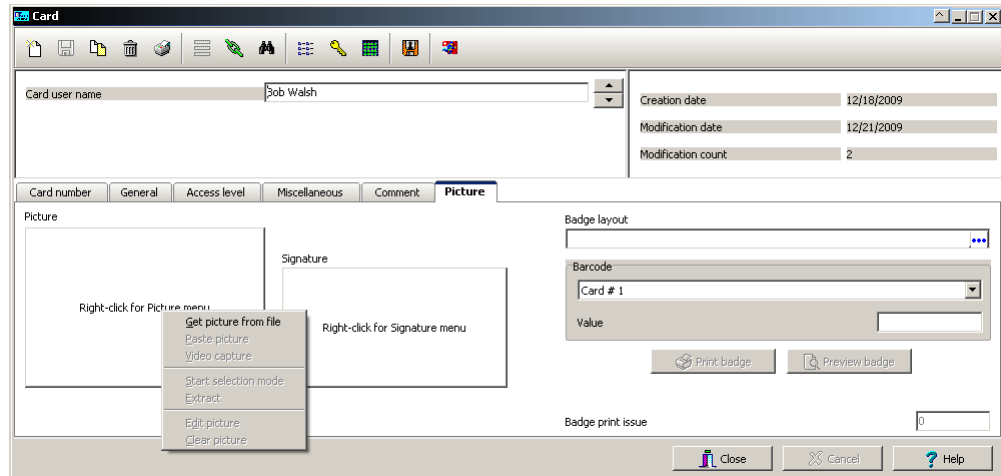 Card
Card user name
Bob Walsh
Creation date 12/18/2009
Modification date 12/21/2009
Modification count 2
Card number General Access level Miscellaneous Comment Picture
Picture
Right-click for Picture menu
Signature
Right-click for Signature menu
Get picture from file
Paste picture
Video capture
Start selection mode
Extract
Edit picture
Clear picture
Badge layout
Barcode
Card # 1
Value
Print badge Preview badge
Badge print issue 0
Close Cancel Help